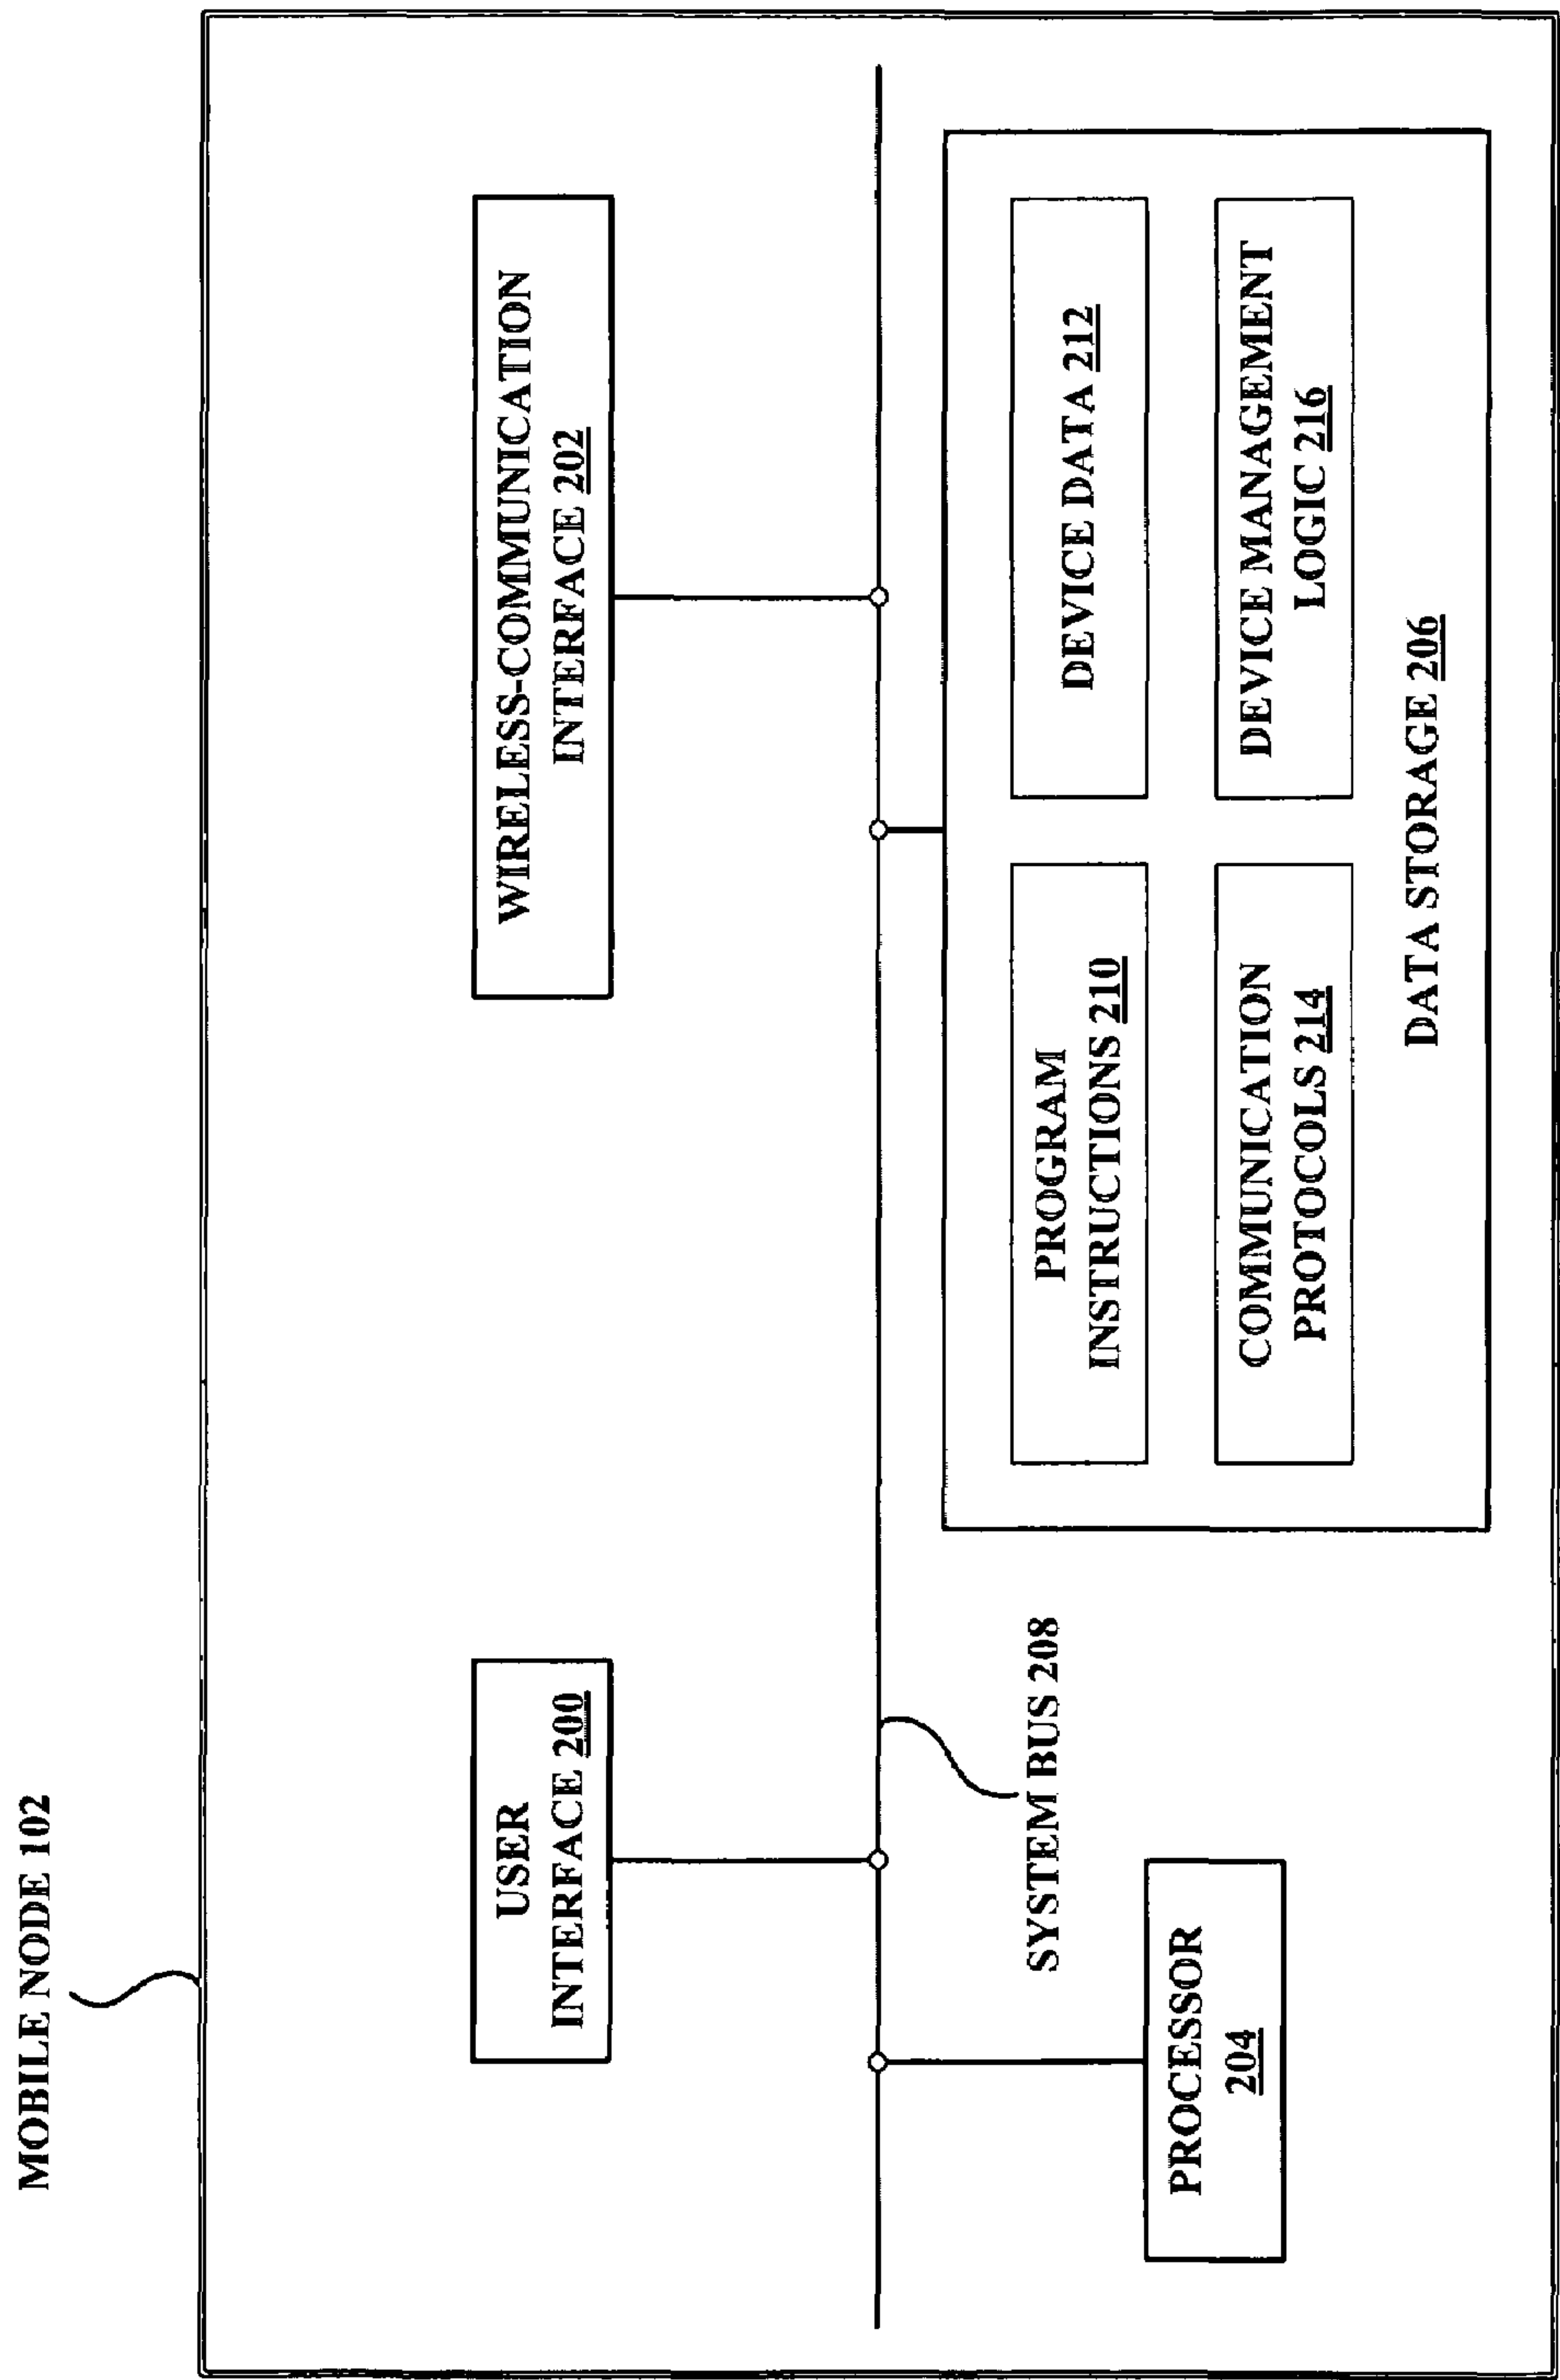 MOBILE NODE 102
USER
INTERFACE 200
WIRELESS-COMMUNICATION
INTERFACE 202
SYSTEM BUS 208
PROCESSOR
204
PROGRAM
INSTRUCTIONS 210
DEVICE DATA 212
COMMUNICATION
PROTOCOLS 214
DEVICE MANAGEMENT
LOGIC 216
DATA STORAGE 206